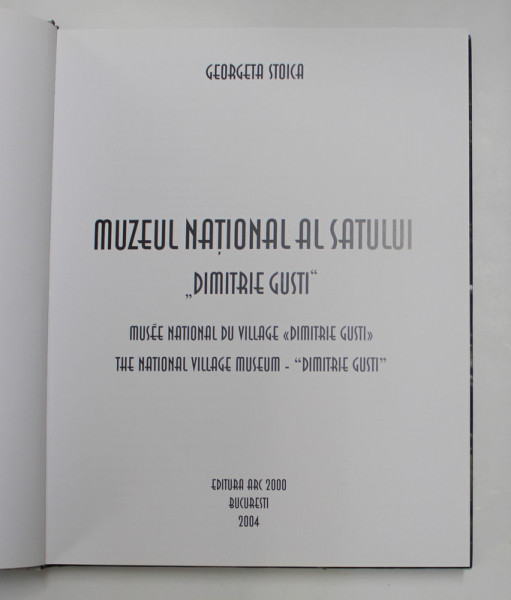 GEORGETA STOICA
MUZEUL NAȚIONAL AL SATULUI
„DIMITRIE GUSTI“
MUSÉE NATIONAL DU VILLAGE «DIMITRIE GUSTI»
THE NATIONAL VILLAGE MUSEUM - “DIMITRIE GUSTI”
EDITURA ARC 2000
BUCUREȘTI
2004